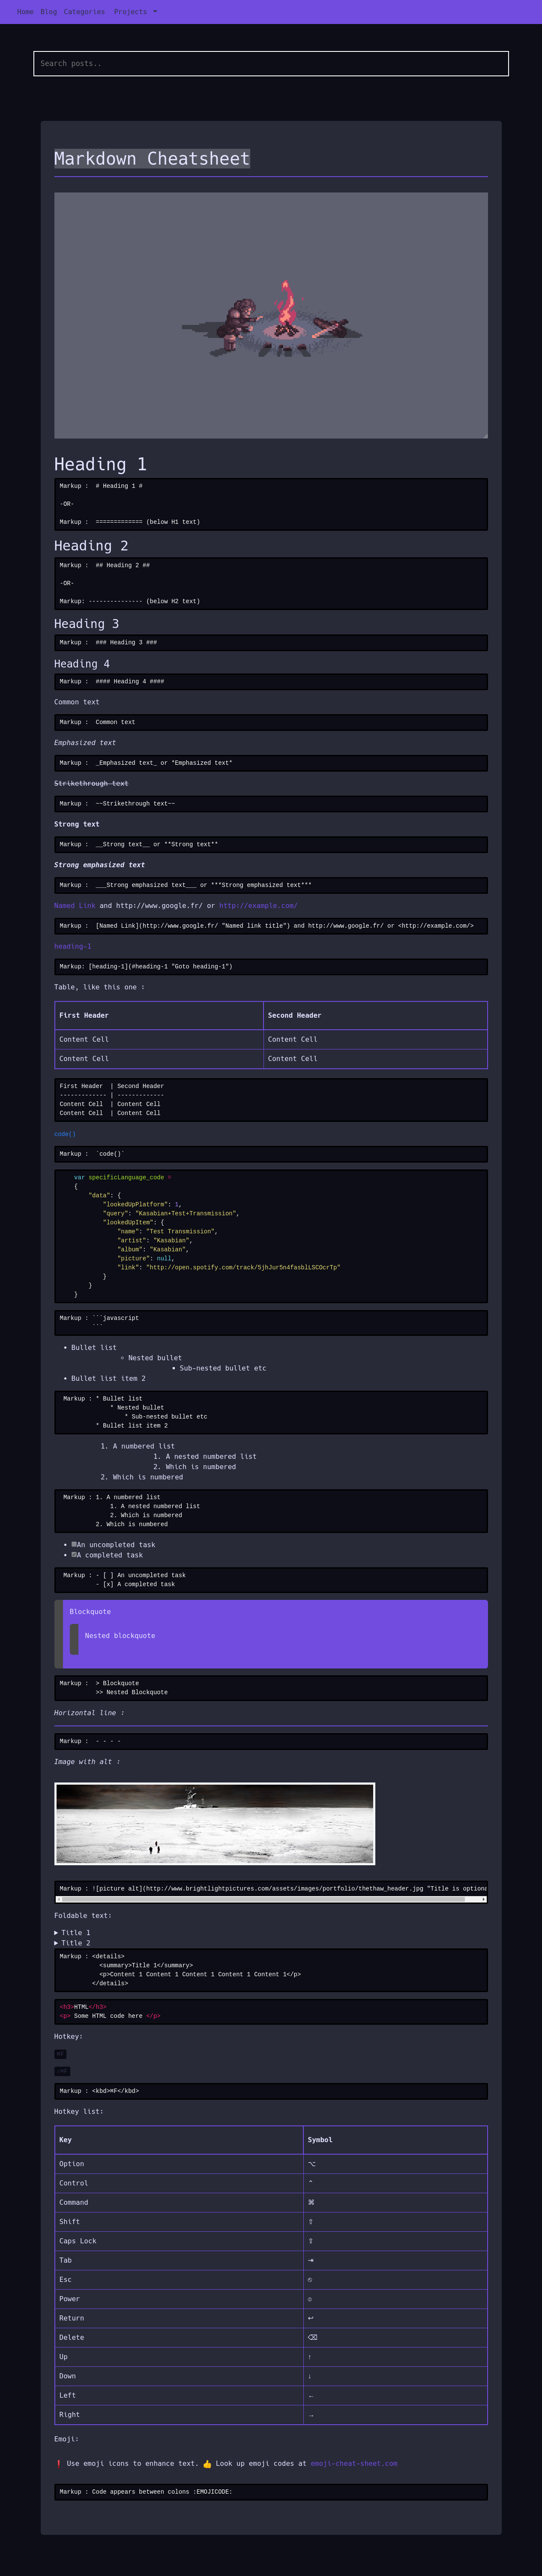 Home Blog Categories Projects
Search posts..
Markdown Cheatsheet
Heading 1
Markup :  # Heading 1 #
-OR-
Markup :  ============= (below H1 text)
Heading 2
Markup :  ## Heading 2 ##
-OR-
Markup: --------------- (below H2 text)
Heading 3
Markup :  ### Heading 3 ###
Heading 4
Markup :  #### Heading 4 ####
Common text
Markup :  Common text
Emphasized text
Markup :  _Emphasized text_ or *Emphasized text*
Strikethrough text
Markup :  ~~Strikethrough text~~
Strong text
Markup :  __Strong text__ or **Strong text**
Strong emphasized text
Markup :  ___Strong emphasized text___ or ***Strong emphasized text***
Named Link and http://www.google.fr/ or http://example.com/
Markup :  [Named Link](http://www.google.fr/ "Named link title") and http://www.google.fr/ or <http://example.com/>
heading-1
Markup: [heading-1](#heading-1 "Goto heading-1")
Table, like this one :
First Header Second Header
Content Cell Content Cell
Content Cell Content Cell
First Header  | Second Header
------------- | -------------
Content Cell  | Content Cell
Content Cell  | Content Cell
code()
Markup :  `code()`
var specificLanguage_code =
{
"data": {
"lookedUpPlatform": 1,
"query": "Kasabian+Test+Transmission",
"lookedUpItem": {
"name": "Test Transmission",
"artist": "Kasabian",
"album": "Kasabian",
"picture": null,
"link": "http://open.spotify.com/track/5jhJur5n4fasblLSCOcrTp"
}
}
}
Markup : ```javascript
```
• Bullet list
◦ Nested bullet
▪ Sub-nested bullet etc
• Bullet list item 2
Markup : * Bullet list
* Nested bullet
* Sub-nested bullet etc
* Bullet list item 2
1. A numbered list
1. A nested numbered list
2. Which is numbered
2. Which is numbered
Markup : 1. A numbered list
1. A nested numbered list
2. Which is numbered
2. Which is numbered
• An uncompleted task
• A completed task
Markup : - [ ] An uncompleted task
- [x] A completed task
Blockquote
Nested blockquote
Markup :  > Blockquote
>> Nested Blockquote
Horizontal line :
Markup :  - - - -
Image with alt :
Markup : ![picture alt](http://www.brightlightpictures.com/assets/images/portfolio/thethaw_header.jpg "Title is optiona
Foldable text:
▶ Title 1
▶ Title 2
Markup : <details>
<summary>Title 1</summary>
<p>Content 1 Content 1 Content 1 Content 1 Content 1</p>
</details>
<h3>HTML</h3>
<p> Some HTML code here </p>
Hotkey:
Markup : <kbd>⌘F</kbd>
Hotkey list:
Key Symbol
Option ⌥
Control ⌃
Command ⌘
Shift ⇧
Caps Lock ⇪
Tab ⇥
Esc ⎋
Power ⌽
Return ↩
Delete ⌫
Up ↑
Down ↓
Left ←
Right →
Emoji:
❗ Use emoji icons to enhance text. 👍 Look up emoji codes at emoji-cheat-sheet.com
Markup : Code appears between colons :EMOJICODE: